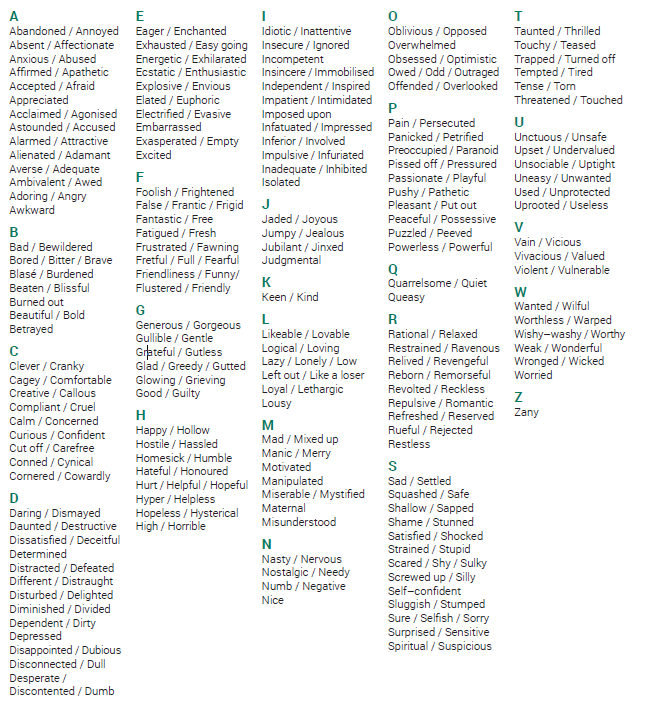 A
Abandoned / Annoyed
Absent / Affectionate
Anxious / Abused
Affirmed / Apathetic
Accepted / Afraid
Appreciated
Acclaimed / Agonised
Astounded / Accused
Alarmed / Attractive
Alienated / Adamant
Averse / Adequate
Ambivalent / Awed
Adoring / Angry
Awkward
B
Bad / Bewildered
Bored / Bitter / Brave
Blasé / Burdened
Beaten / Blissful
Burned out
Beautiful / Bold
Betrayed
C
Clever / Cranky
Cagey / Comfortable
Creative / Callous
Compliant / Cruel
Calm / Concerned
Curious / Confident
Cut off / Carefree
Conned / Cynical
Cornered / Cowardly
D
Daring / Dismayed
Daunted / Destructive
Dissatisfied / Deceitful
Determined
Distracted / Defeated
Different / Distraught
Disturbed / Delighted
Diminished / Divided
Dependent / Dirty
Depressed
Disappointed / Dubious
Disconnected / Dull
Desperate /
Discontented / Dumb
E
Eager / Enchanted
Exhausted / Easy going
Energetic / Exhilarated
Ecstatic / Enthusiastic
Explosive / Envious
Elated / Euphoric
Electrified / Evasive
Embarrassed
Exasperated / Empty
Excited
F
Foolish / Frightened
False / Frantic / Frigid
Fantastic / Free
Fatigued / Fresh
Frustrated / Fawning
Fretful / Full / Fearful
Friendliness / Funny/
Flustered / Friendly
G
Generous / Gorgeous
Gullible / Gentle
Grateful / Gutless
Glad / Greedy / Gutted
Glowing / Grieving
Good / Guilty
H
Happy / Hollow
Hostile / Hassled
Homesick / Humble
Hateful / Honoured
Hurt / Helpful / Hopeful
Hyper / Helpless
Hopeless / Hysterical
High / Horrible
I
Idiotic / Inattentive
Insecure / Ignored
Incompetent
Insincere / Immobilised
Independent / Inspired
Impatient / Intimidated
Imposed upon
Infatuated / Impressed
Inferior / Involved
Impulsive / Infuriated
Inadequate / Inhibited
Isolated
J
Jaded / Joyous
Jumpy / Jealous
Jubilant / Jinxed
Judgmental
K
Keen / Kind
L
Likeable / Lovable
Logical / Loving
Lazy / Lonely / Low
Left out / Like a loser
Loyal / Lethargic
Lousy
M
Mad / Mixed up
Manic / Merry
Motivated
Manipulated
Miserable / Mystified
Maternal
Misunderstood
N
Nasty / Nervous
Nostalgic / Needy
Numb / Negative
Nice
O
Oblivious / Opposed
Overwhelmed
Obsessed / Optimistic
Owed / Odd / Outraged
Offended / Overlooked
P
Pain / Persecuted
Panicked / Petrified
Preoccupied / Paranoid
Pissed off / Pressured
Passionate / Playful
Pushy / Pathetic
Pleasant / Put out
Peaceful / Possessive
Puzzled / Peeved
Powerless / Powerful
Q
Quarrelsome / Quiet
Queasy
R
Rational / Relaxed
Restrained / Ravenous
Relived / Revengeful
Reborn / Remorseful
Revolted / Reckless
Repulsive / Romantic
Refreshed / Reserved
Rueful / Rejected
Restless
S
Sad / Settled
Squashed / Safe
Shallow / Sapped
Shame / Stunned
Satisfied / Shocked
Strained / Stupid
Scared / Shy / Sulky
Screwed up / Silly
Self–confident
Sluggish / Stumped
Sure / Selfish / Sorry
Surprised / Sensitive
Spiritual / Suspicious
T
Taunted / Thrilled
Touchy / Teased
Trapped / Turned off
Tempted / Tired
Tense / Torn
Threatened / Touched
U
Unctuous / Unsafe
Upset / Undervalued
Unsociable / Uptight
Uneasy / Unwanted
Used / Unprotected
Uprooted / Useless
V
Vain / Vicious
Vivacious / Valued
Violent / Vulnerable
W
Wanted / Wilful
Worthless / Warped
Wishy–washy / Worthy
Weak / Wonderful
Wronged / Wicked
Worried
Z
Zany